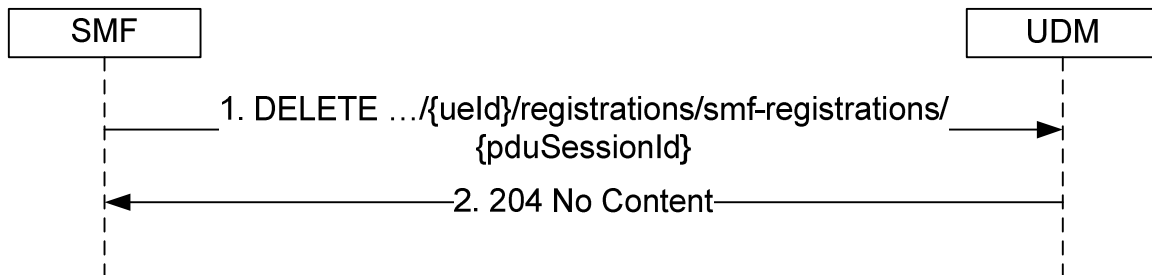 SMF
UDM
1. DELETE …/{ueId}/registrations/smf-registrations/
{pduSessionId}
2. 204 No Content